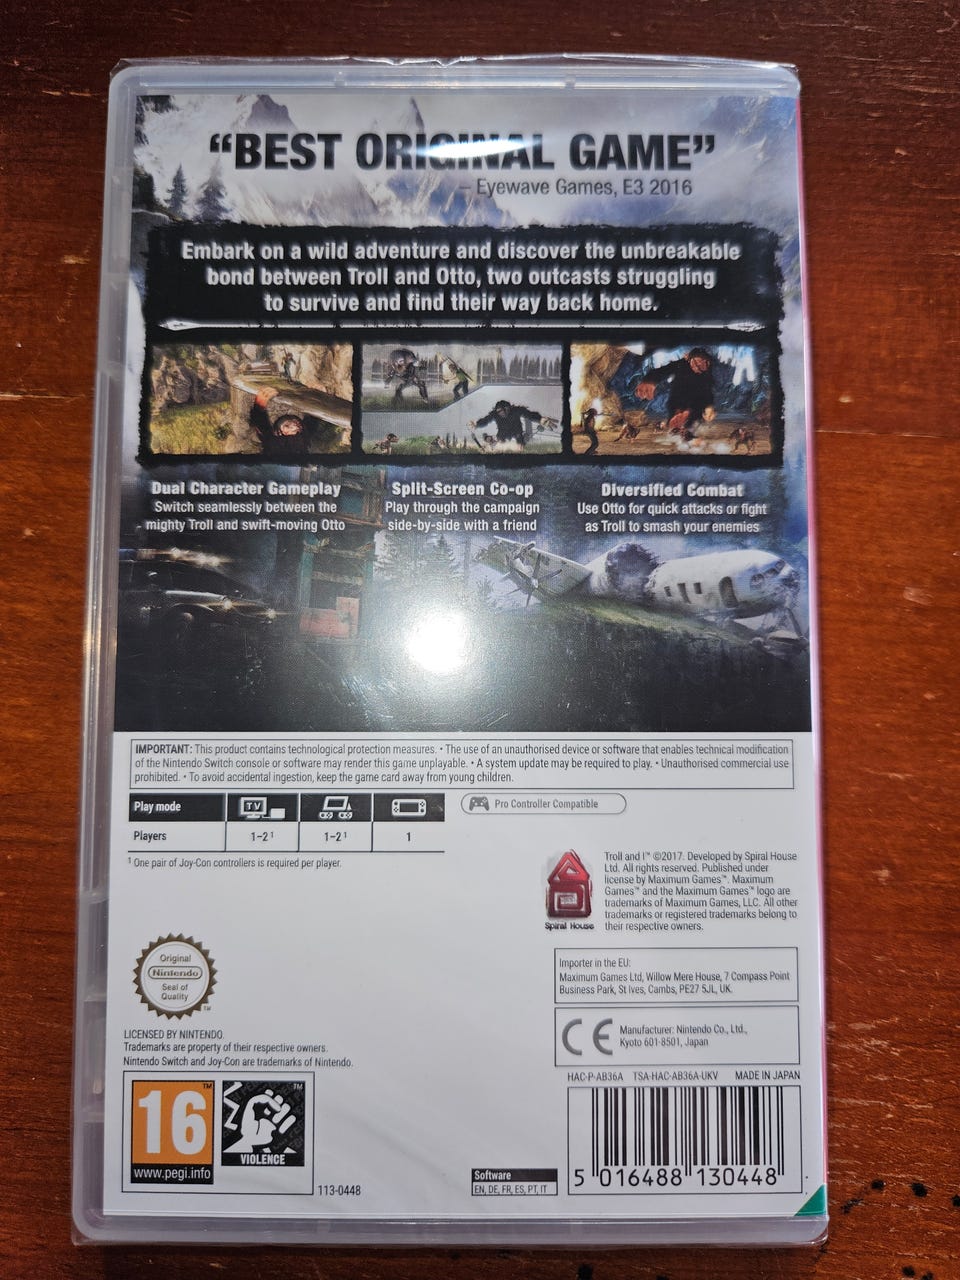 “BEST ORIGINAL GAME”
– Eyewave Games, E3 2016
Embark on a wild adventure and discover the unbreakable
bond between Troll and Otto, two outcasts struggling
to survive and find their way back home.
Dual Character Gameplay
Switch seamlessly between the
mighty Troll and swift-moving Otto
Split-Screen Co-op
Play through the campaign
side-by-side with a friend
Diversified Combat
Use Otto for quick attacks or fight
as Troll to smash your enemies
IMPORTANT: This product contains technological protection measures. • The use of an unauthorised device or software that enables technical modification
of the Nintendo Switch console or software may render this game unplayable. • A system update may be required to play. • Unauthorised commercial use
prohibited. • To avoid accidental ingestion, keep the game card away from young children.
Play mode TV
Players 1-2¹ 1-2¹ 1
Pro Controller Compatible
¹ One pair of Joy-Con controllers is required per player.
Spiral House
Troll and I™ ©2017. Developed by Spiral House
Ltd. All rights reserved. Published under
license by Maximum Games™. Maximum
Games™ and the Maximum Games™ logo are
trademarks of Maximum Games, LLC. All other
trademarks or registered trademarks belong to
their respective owners.
Original
Nintendo
Seal of
Quality
TM
Importer in the EU:
Maximum Games Ltd, Willow Mere House, 7 Compass Point
Business Park, St Ives, Cambs, PE27 5JL, UK.
CE
Manufacturer: Nintendo Co., Ltd.,
Kyoto 601-8501, Japan
LICENSED BY NINTENDO.
Trademarks are property of their respective owners.
Nintendo Switch and Joy-Con are trademarks of Nintendo.
HAC-P-AB36A TSA-HAC-AB36A-UKV MADE IN JAPAN
16
TM
www.pegi.info
TM
VIOLENCE
113-0448
Software
EN, DE, FR, ES, PT, IT
5 016488 130448